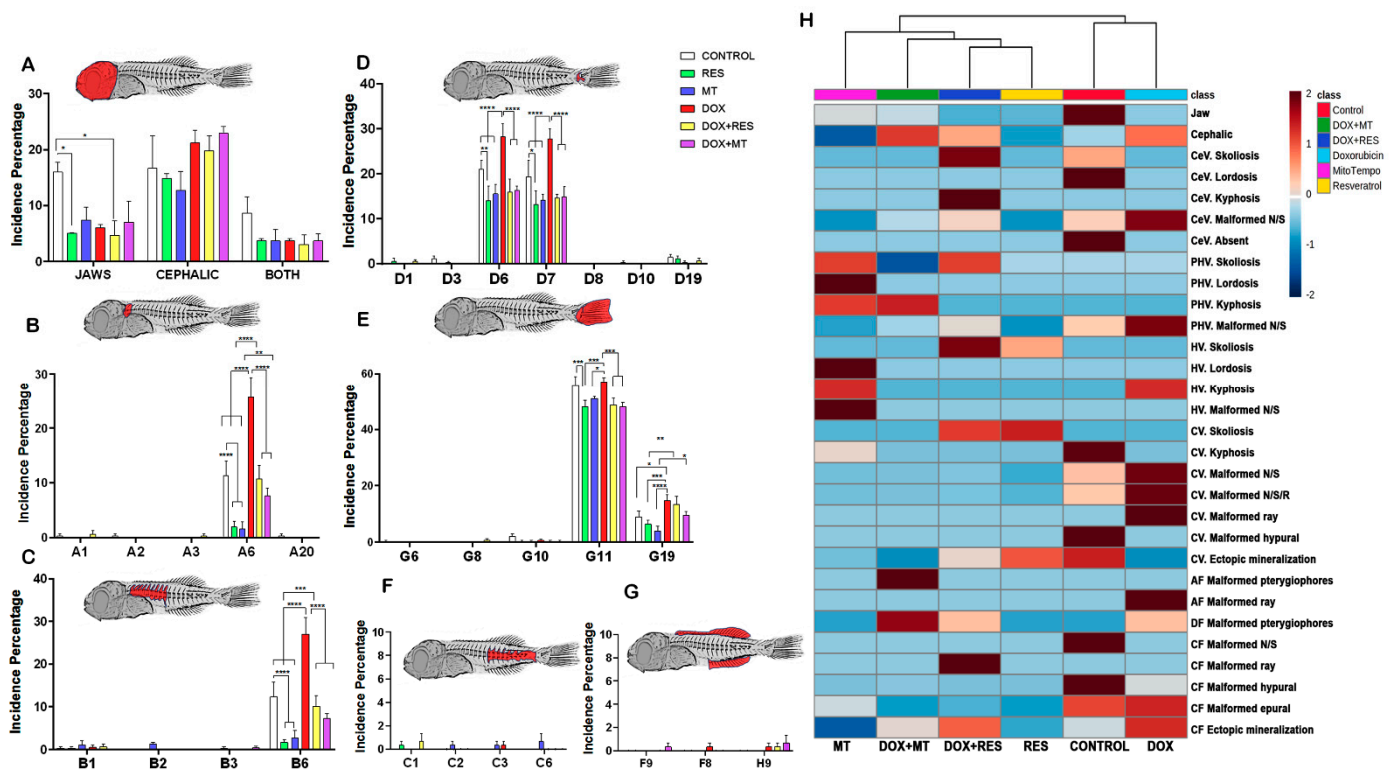 A
Incidence Percentage
30
20
10
0
*
*
JAWS CEPHALIC BOTH
B
Incidence Percentage
30
20
10
0
****
****
****
**
****
A1 A2 A3 A6 A20
C
Incidence Percentage
40
30
20
10
0
****
****
***
****
B1 B2 B3 B6
D
Incidence Percentage
40
30
20
10
0
****
****
**
****
****
*
D1 D3 D6 D7 D8 D10 D19
CONTROL
RES
MT
DOX
DOX+RES
DOX+MT
E
Incidence Percentage
60
40
20
0
***
***
*
***
*
***
****
**
*
G6 G8 G10 G11 G19
F
Incidence Percentage
10
8
6
4
2
0
C1 C2 C3 C6
G
Incidence Percentage
10
8
6
4
2
0
F9 F8 H9
H
class
Jaw
Cephalic
CeV. Skoliosis
CeV. Lordosis
CeV. Kyphosis
CeV. Malformed N/S
CeV. Absent
PHV. Skoliosis
PHV. Lordosis
PHV. Kyphosis
PHV. Malformed N/S
HV. Skoliosis
HV. Lordosis
HV. Kyphosis
HV. Malformed N/S
CV. Skoliosis
CV. Kyphosis
CV. Malformed N/S
CV. Malformed N/S/R
CV. Malformed ray
CV. Malformed hypural
CV. Ectopic mineralization
AF Malformed pterygiophores
AF Malformed ray
DF Malformed pterygiophores
CF Malformed N/S
CF Malformed ray
CF Malformed hypural
CF Malformed epural
CF Ectopic mineralization
MT DOX+MT DOX+RES RES CONTROL DOX
2
1
0
-1
-2
class
Control
DOX+MT
DOX+RES
Doxorubicin
MitoTempo
Resveratrol